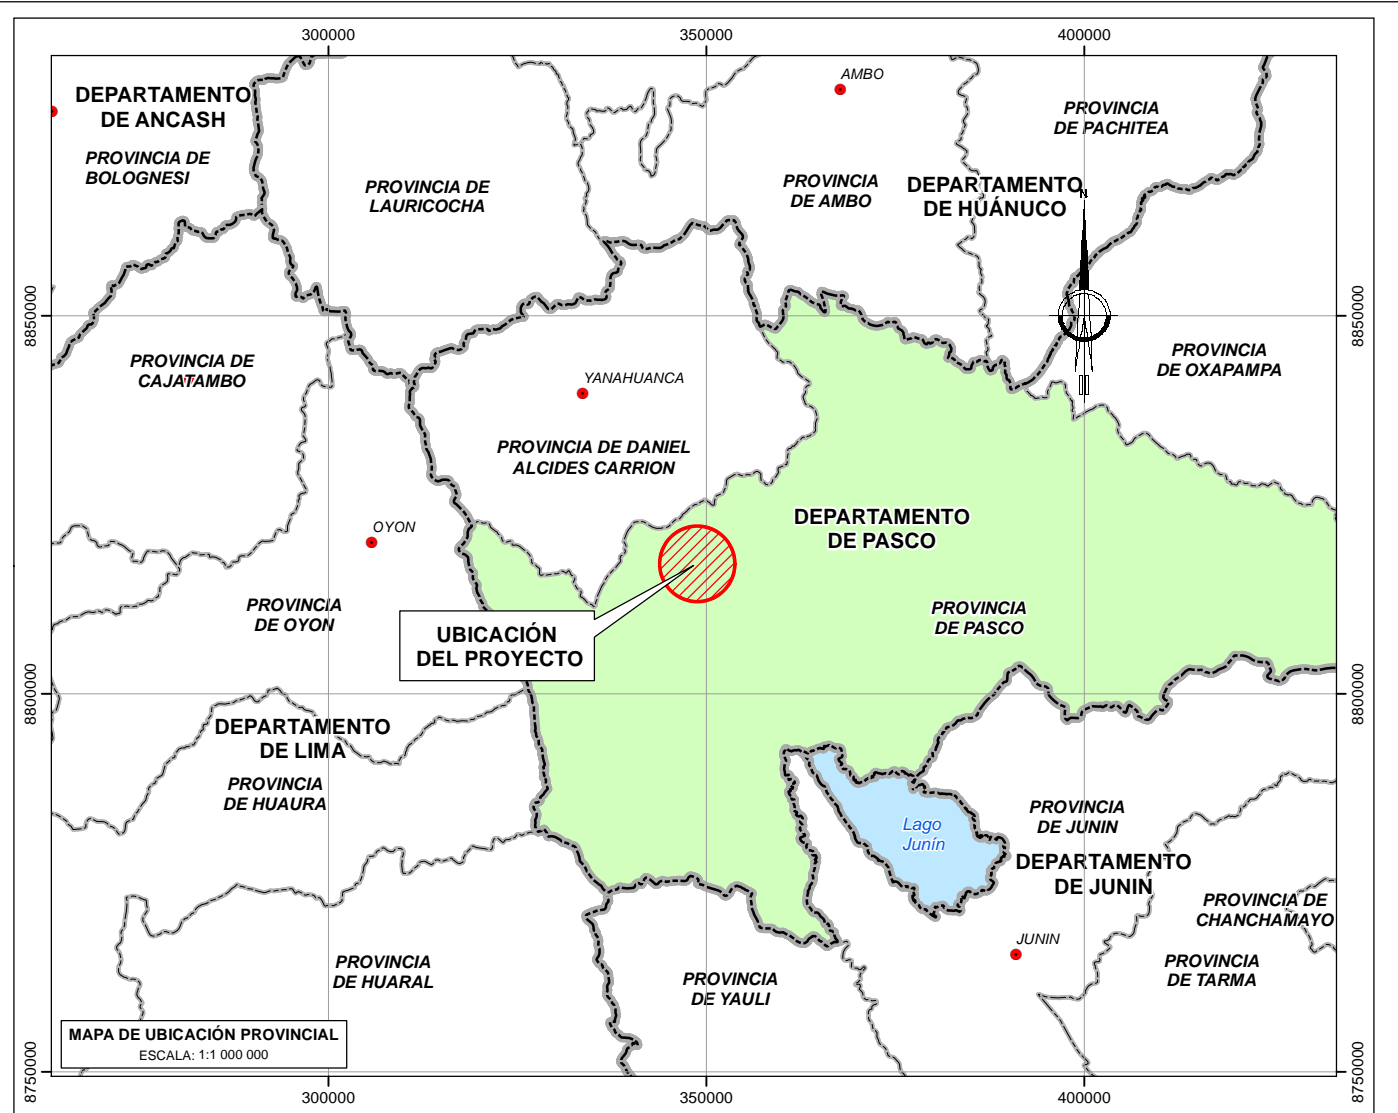 300000
350000
400000
DEPARTAMENTO
DE ANCASH
PROVINCIA DE
BOLOGNESI
PROVINCIA DE
LAURICOCHA
AMBO
PROVINCIA
DE AMBO
DEPARTAMENTO
DE HUÁNUCO
PROVINCIA
DE PACHITEA
N
8850000
8850000
PROVINCIA DE
CAJATAMBO
YANAHUANCA
PROVINCIA DE DANIEL
ALCIDES CARRION
PROVINCIA
DE OXAPAMPA
OYON
DEPARTAMENTO
DE PASCO
PROVINCIA
DE OYON
UBICACIÓN
DEL PROYECTO
PROVINCIA
DE PASCO
8800000
8800000
DEPARTAMENTO
DE LIMA
PROVINCIA
DE HUAURA
Lago
Junín
PROVINCIA
DE JUNIN
DEPARTAMENTO
DE JUNIN
PROVINCIA DE
CHANCHAMAYO
JUNIN
PROVINCIA
DE HUARAL
PROVINCIA
DE YAULI
PROVINCIA
DE TARMA
MAPA DE UBICACIÓN PROVINCIAL
ESCALA: 1:1 000 000
8750000
8750000
300000
350000
400000